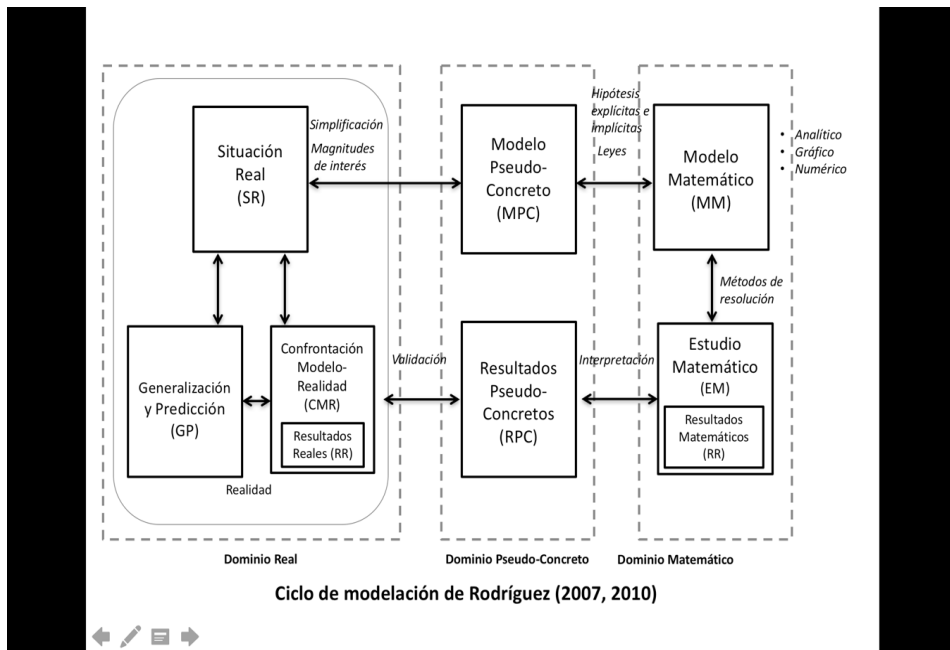 Situación
Real
(SR)
Simplificación
Magnitudes
de interés
Modelo
Pseudo-
Concreto
(MPC)
Hipótesis
explícitas e
implícitas
Leyes
Modelo
Matemático
(MM)
• Analítico
• Gráfico
• Numérico
Métodos de
resolución
Generalización
y Predicción
(GP)
Confrontación
Modelo-
Realidad
(CMR)
Resultados
Reales (RR)
Realidad
Validación
Resultados
Pseudo-
Concretos
(RPC)
Interpretación
Estudio
Matemático
(EM)
Resultados
Matemáticos
(RR)
Dominio Real
Dominio Pseudo-Concreto
Dominio Matemático
Ciclo de modelación de Rodríguez (2007, 2010)